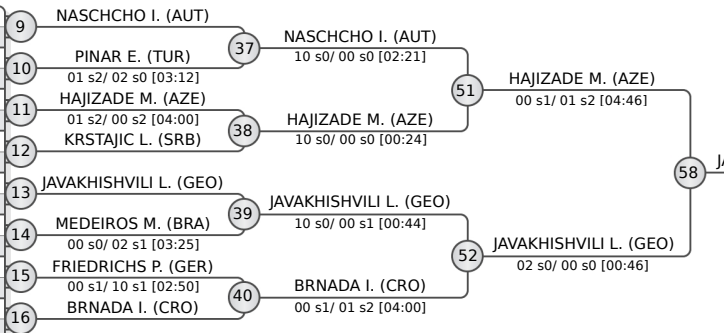 9
NASCHCHO I. (AUT)
10
PINAR E. (TUR)
01 s2/ 02 s0 [03:12]
11
HAJIZADE M. (AZE)
01 s2/ 00 s2 [04:00]
12
KRSTAJIC L. (SRB)
13
JAVAKHISHVILI L. (GEO)
14
MEDEIROS M. (BRA)
00 s0/ 02 s1 [03:25]
15
FRIEDRICHS P. (GER)
00 s1/ 10 s1 [02:50]
16
BRNADA I. (CRO)
37
NASCHCHO I. (AUT)
10 s0/ 00 s0 [02:21]
38
HAJIZADE M. (AZE)
10 s0/ 00 s0 [00:24]
39
JAVAKHISHVILI L. (GEO)
10 s0/ 00 s1 [00:44]
40
BRNADA I. (CRO)
00 s1/ 01 s2 [04:00]
51
HAJIZADE M. (AZE)
00 s1/ 01 s2 [04:46]
52
JAVAKHISHVILI L. (GEO)
02 s0/ 00 s0 [00:46]
58